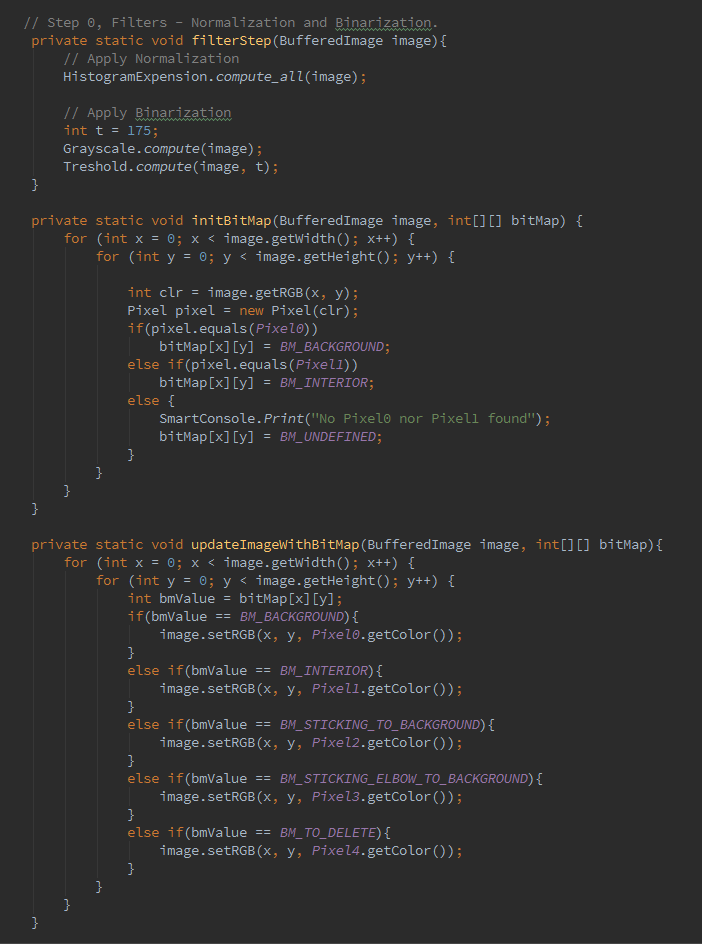 // Step 0, Filters - Normalization and Binarization.
private static void filterStep(BufferedImage image){
// Apply Normalization
HistogramExpension.compute_all(image);
// Apply Binarization
int t = 175;
Grayscale.compute(image);
Treshold.compute(image, t);
}
private static void initBitMap(BufferedImage image, int[][] bitMap) {
for (int x = 0; x < image.getWidth(); x++) {
for (int y = 0; y < image.getHeight(); y++) {
int clr = image.getRGB(x, y);
Pixel pixel = new Pixel(clr);
if(pixel.equals(Pixel0))
bitMap[x][y] = BM_BACKGROUND;
else if(pixel.equals(Pixel1))
bitMap[x][y] = BM_INTERIOR;
else {
SmartConsole.Print("No Pixel0 nor Pixel1 found");
bitMap[x][y] = BM_UNDEFINED;
}
}
}
}
private static void updateImageWithBitMap(BufferedImage image, int[][] bitMap){
for (int x = 0; x < image.getWidth(); x++) {
for (int y = 0; y < image.getHeight(); y++) {
int bmValue = bitMap[x][y];
if(bmValue == BM_BACKGROUND){
image.setRGB(x, y, Pixel0.getColor());
}
else if(bmValue == BM_INTERIOR){
image.setRGB(x, y, Pixel1.getColor());
}
else if(bmValue == BM_STICKING_TO_BACKGROUND){
image.setRGB(x, y, Pixel2.getColor());
}
else if(bmValue == BM_STICKING_ELBOW_TO_BACKGROUND){
image.setRGB(x, y, Pixel3.getColor());
}
else if(bmValue == BM_TO_DELETE){
image.setRGB(x, y, Pixel4.getColor());
}
}
}
}